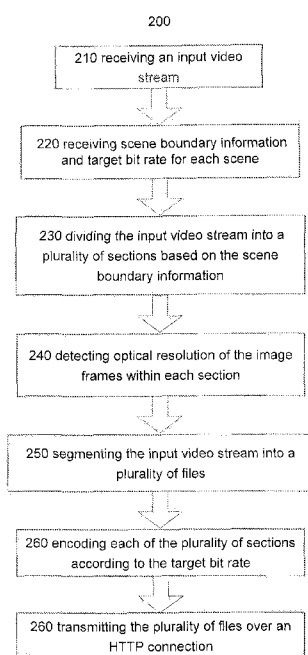 200
210 receiving an input video
stream
220 receiving scene boundary information
and target bit rate for each scene
230 dividing the input video stream into a
plurality of sections based on the scene
boundary information
240 detecting optical resolution of the image
frames within each section
250 segmenting the input video stream into a
plurality of files
260 encoding each of the plurality of sections
according to the target bit rate
260 transmitting the plurality of files over an
HTTP connection